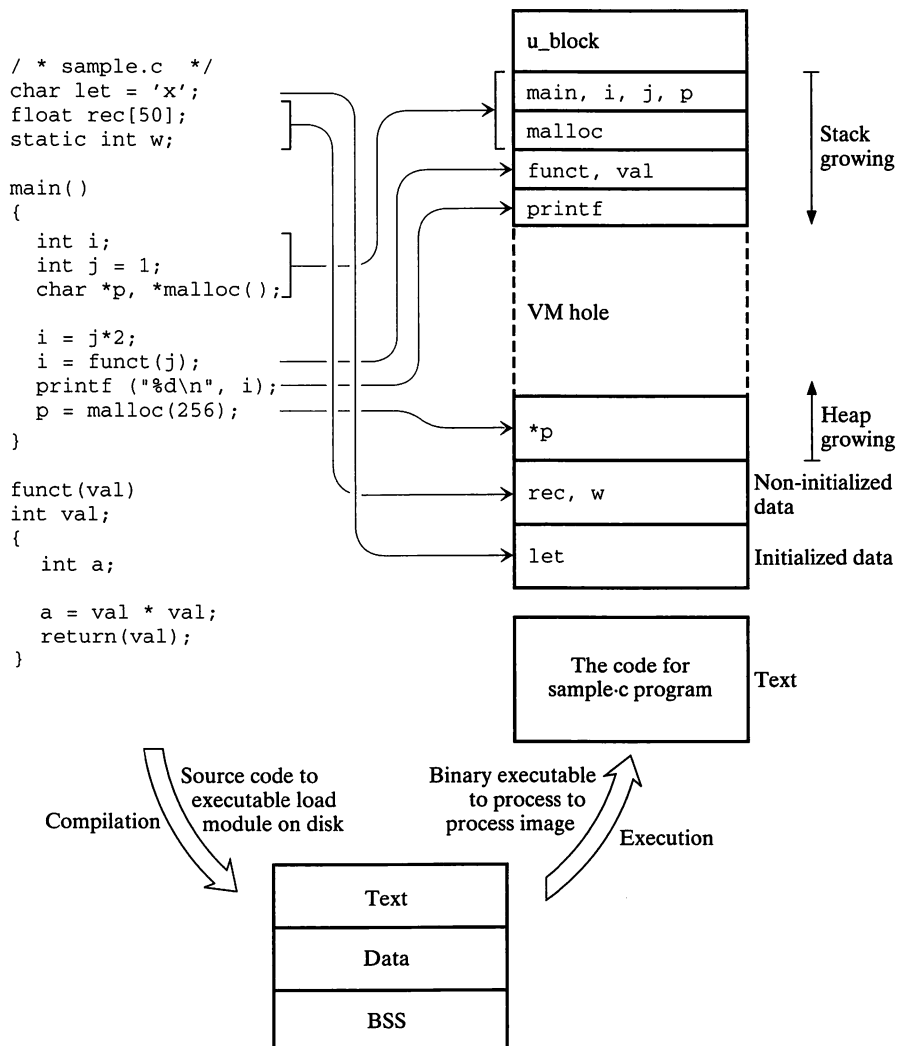 / * sample.c  */
char let = 'x';
float rec[50];
static int w;
main()
{
int i;
int j = 1;
char *p, *malloc();
i = j*2;
i = funct(j);
printf ("%d\n", i);
p = malloc(256);
}
funct(val)
int val;
{
int a;
a = val * val;
return(val);
}
u_block
main, i, j, p
malloc
funct, val
printf
Stack
growing
VM hole
*p
Heap
growing
rec, w
Non-initialized
data
let
Initialized data
The code for
sample·c program
Text
Compilation
Source code to
executable load
module on disk
Binary executable
to process to
process image
Execution
Text
Data
BSS